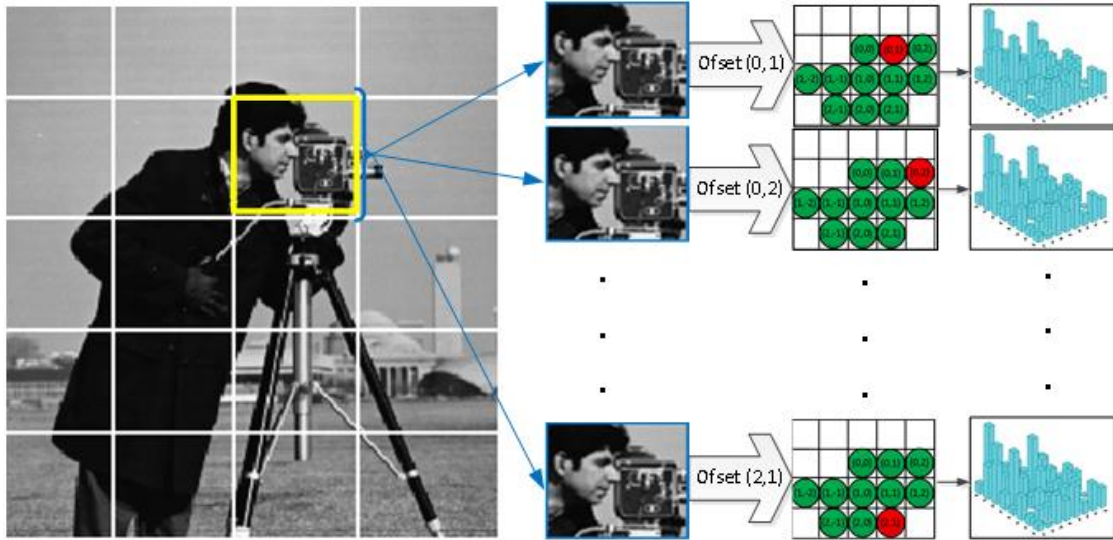 Ofset (0, 1)
(0,0) (0,1) (0,2)
(1,-2) (1,-1) (1,0) (1,1) (1,2)
(2,-1) (2,0) (2,1)
Ofset (0,2)
(0,0) (0,1) (0,2)
(1,-2) (1,-1) (1,0) (1,1) (1,2)
(2,-1) (2,0) (2,1)
Ofset (2,1)
(0,0) (0,1) (0,2)
(1,-2) (1,-1) (1,0) (1,1) (1,2)
(2,-1) (2,0) (2,1)